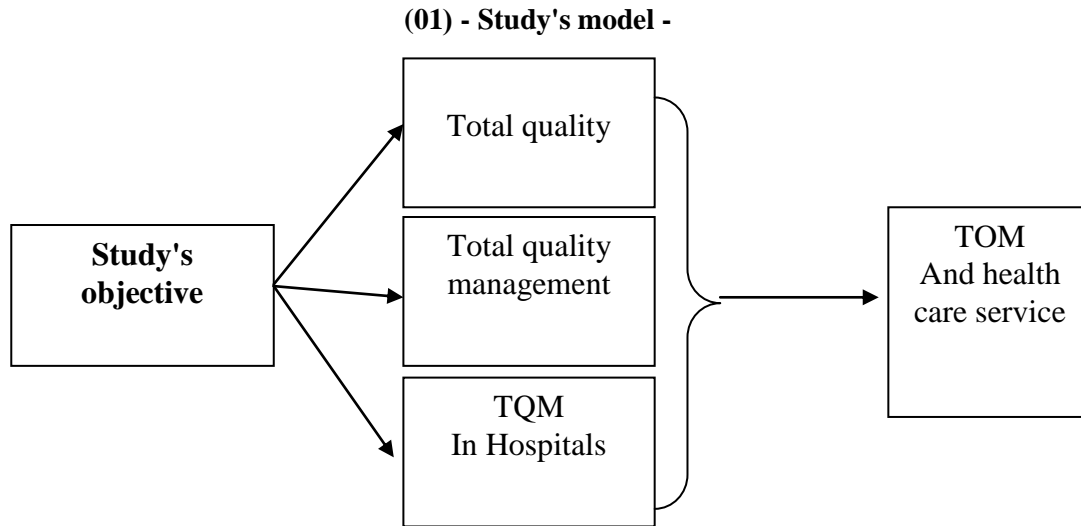 (01) - Study's model -
Total quality
Study's
objective
Total quality
management
TQM
In Hospitals
TOM
And health
care service